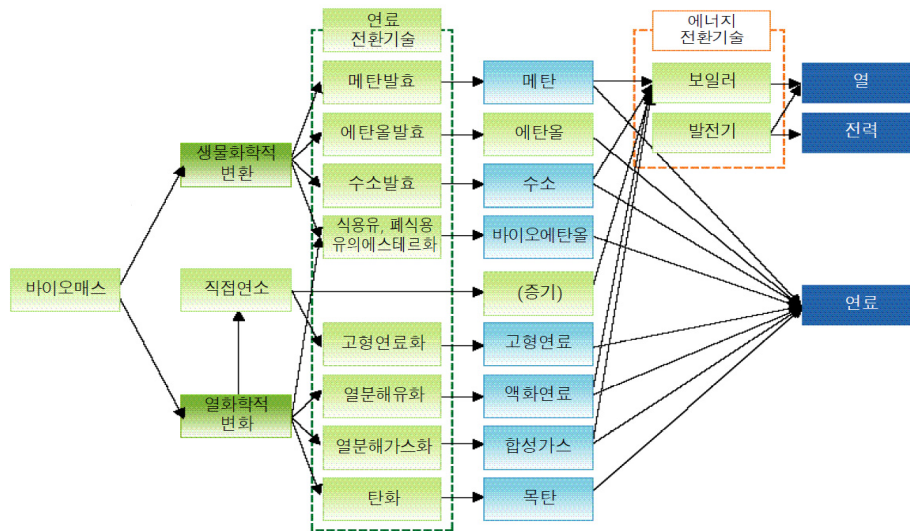 연료
전환기술
에너지
전환기술
메탄발효
메탄
보일러
열
에탄올발효
에탄올
발전기
전력
생물화학적
변환
수소발효
수소
식용유, 폐식용
유의에스테르화
바이오에탄올
바이오매스
직접연소
(증기)
연료
고형연료화
고형연료
열화학적
변화
열분해유화
액화연료
열분해가스화
합성가스
탄화
목탄